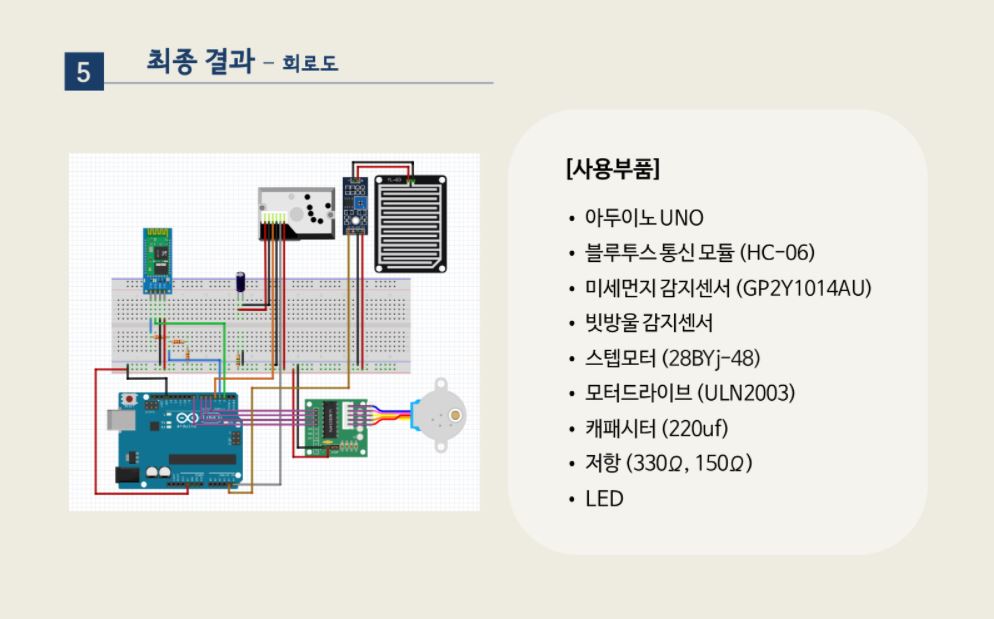 5
최종 결과 – 회로도
[사용부품]
• 아두이노 UNO
• 블루투스 통신 모듈 (HC-06)
• 미세먼지 감지센서 (GP2Y1014AU)
• 빗방울 감지센서
• 스텝모터 (28BYj-48)
• 모터드라이브 (ULN2003)
• 캐패시터 (220uf)
• 저항 (330Ω, 150Ω)
• LED